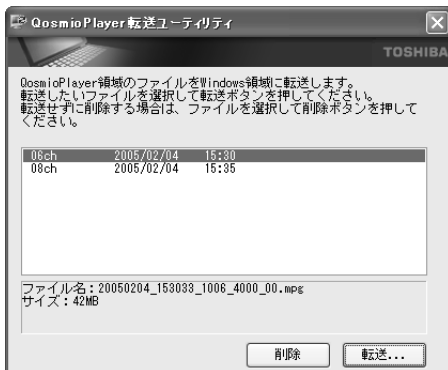 QosmioPlayer転送ユーティリティ
TOSHIBA
QosmioPlayer領域のファイルをWindows領域に転送します。
転送したいファイルを選択して転送ボタンを押してください。
転送せずに削除する場合は、ファイルを選択して削除ボタンを押して
ください。
06ch 2005/02/04 15:30
08ch 2005/02/04 15:35
ファイル名：20050204_153033_1006_4000_00.mpg
サイズ：42MB
削除 転送...